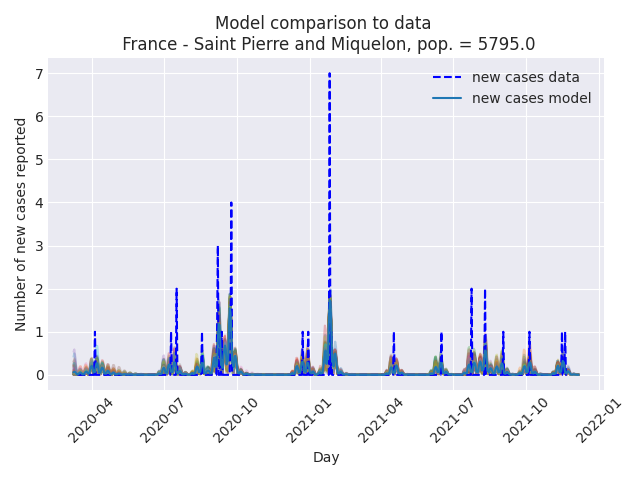 Model comparison to data
France - Saint Pierre and Miquelon, pop. = 5795.0
new cases data
new cases model
Number of new cases reported
7
6
5
4
3
2
1
0
2020-04
2020-07
2020-10
2021-01
2021-04
2021-07
2021-10
2022-01
Day